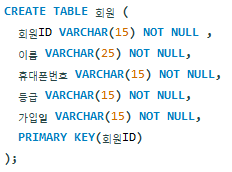 CREATE TABLE 회원 (
회원ID VARCHAR(15) NOT NULL ,
이름 VARCHAR(25) NOT NULL,
휴대폰번호 VARCHAR(15) NOT NULL,
등급 VARCHAR(15) NOT NULL,
가입일 VARCHAR(15) NOT NULL,
PRIMARY KEY(회원ID)
);